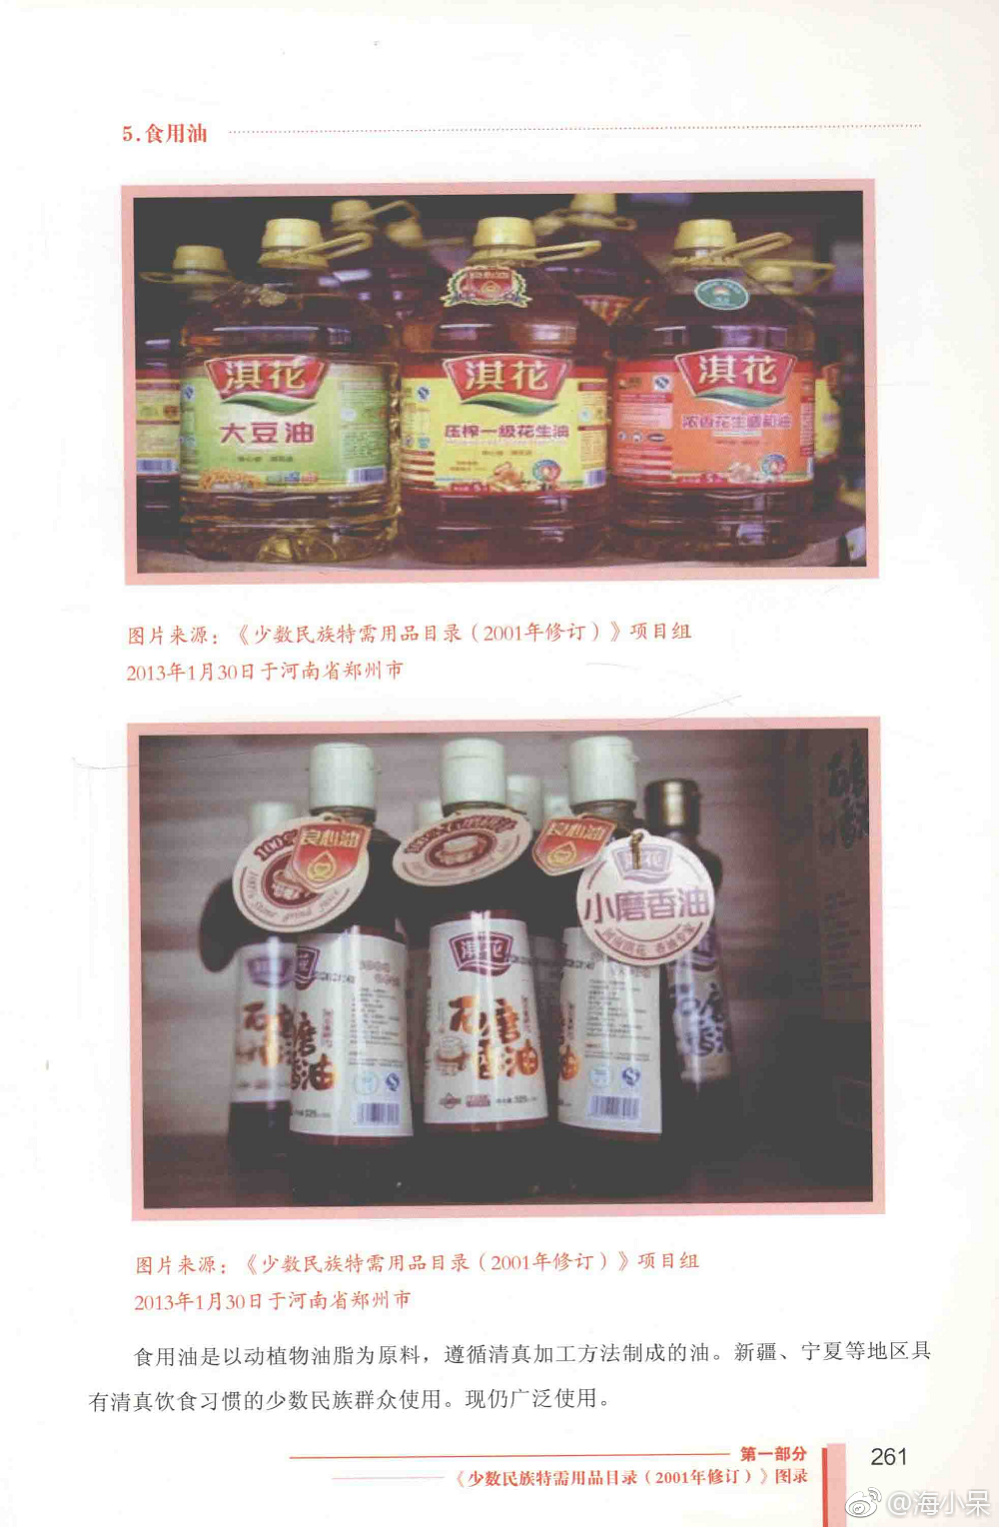 5.食用油
淇花
大豆油
淇花
压榨一级花生油
淇花
浓香花生调和油
图片来源：《少数民族特需用品目录（2001年修订）》项目组
2013年1月30日于河南省郑州市
100%
良心油
良心油
淇花
小磨香油
淇花
石磨
香油
图片来源：《少数民族特需用品目录（2001年修订）》项目组
2013年1月30日于河南省郑州市
食用油是以动植物油脂为原料，遵循清真加工方法制成的油。新疆、宁夏等地区具
有清真饮食习惯的少数民族群众使用。现仍广泛使用。
第一部分
《少数民族特需用品目录（2001年修订）》图录
261
@海小呆